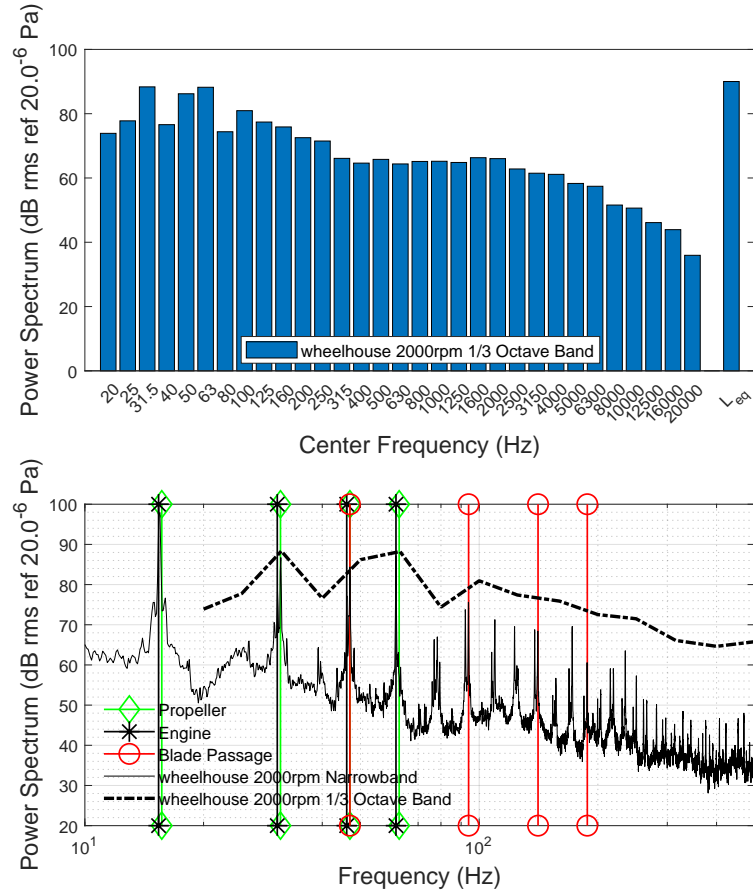 100
80
60
40
20
0
Power Spectrum (dB rms ref 20.0⁻⁶ Pa)
wheelhouse 2000rpm 1/3 Octave Band
20 25 31.5 40 50 63 80 100 125 160 200 250 315 400 500 630 800 1000 1250 1600 2000 2500 3150 4000 5000 6300 8000 10000 12500 16000 20000 L_eq
Center Frequency (Hz)
100
90
80
70
60
50
40
30
20
Power Spectrum (dB rms ref 20.0⁻⁶ Pa)
Propeller
Engine
Blade Passage
wheelhouse 2000rpm Narrowband
wheelhouse 2000rpm 1/3 Octave Band
10¹ 10²
Frequency (Hz)